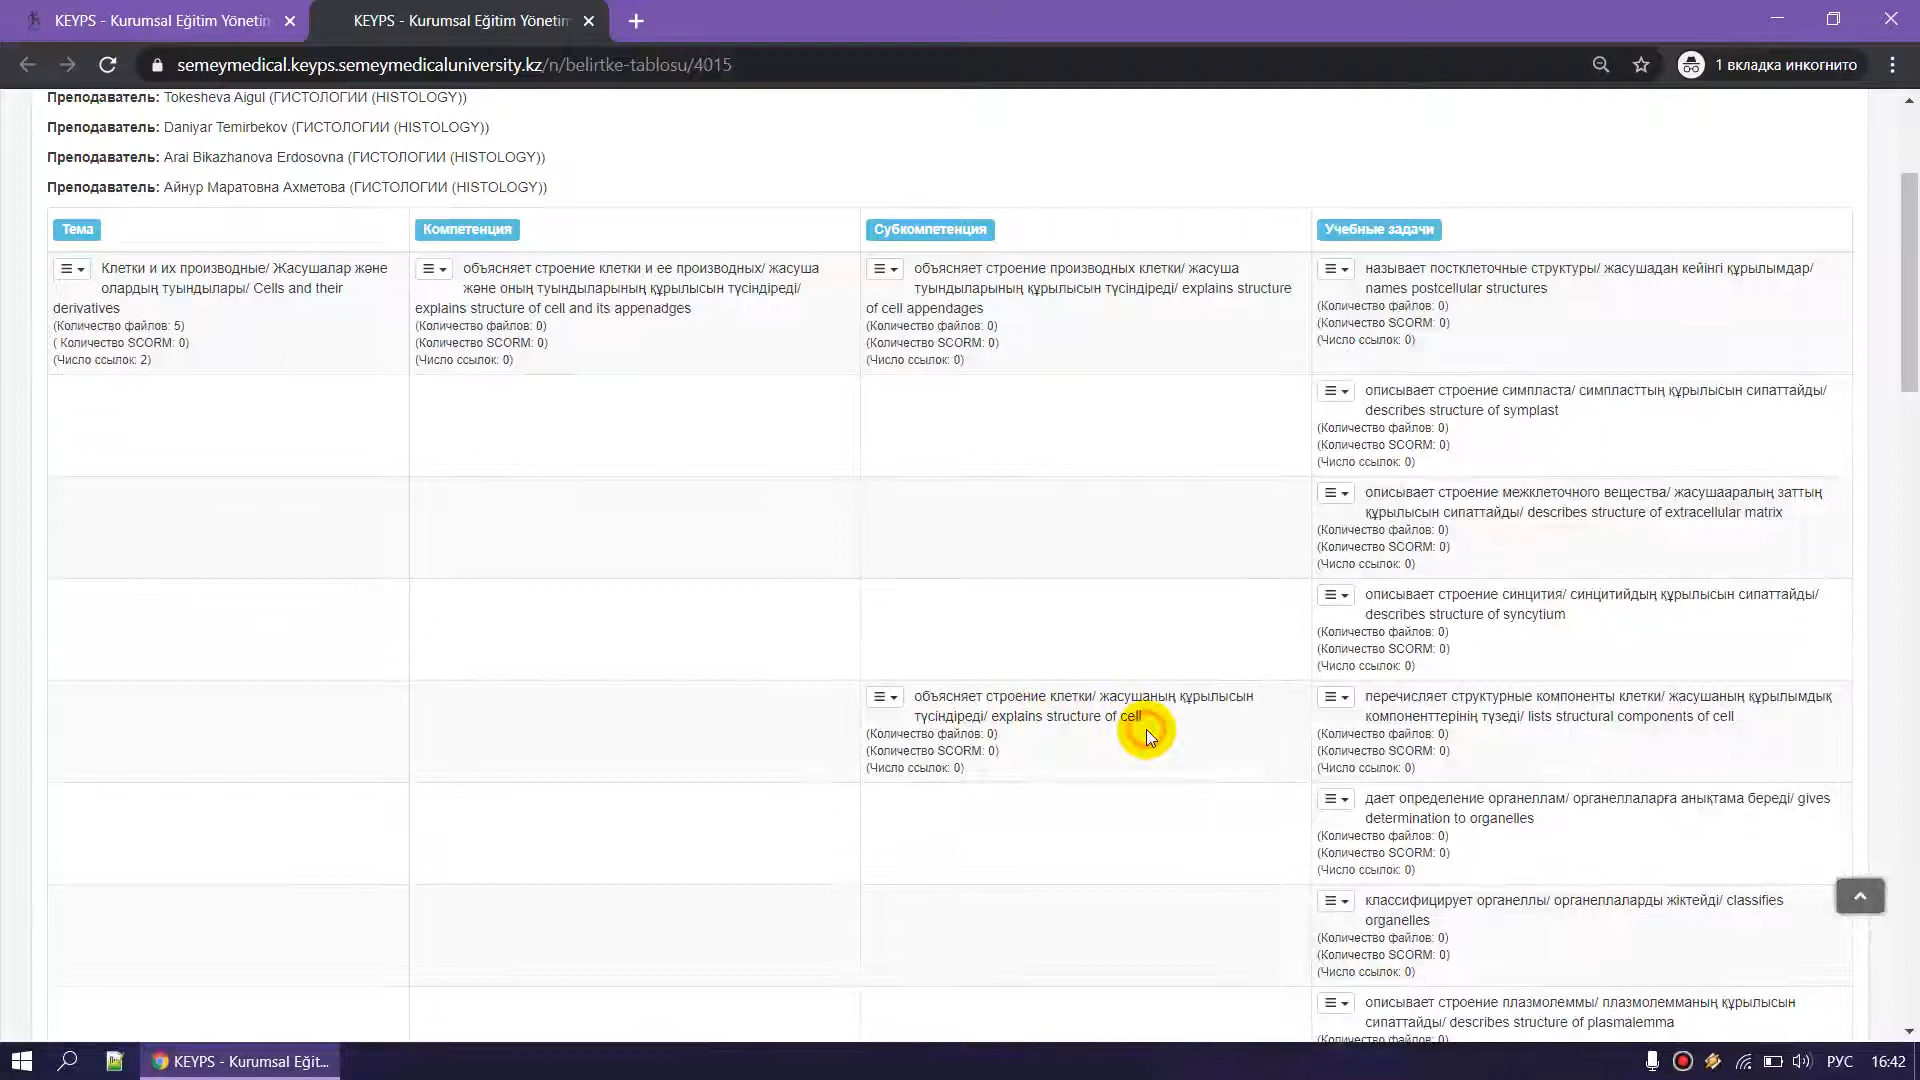 KEYPS - Kurumsal Eğitim Yönetin
KEYPS - Kurumsal Eğitim Yönetim
semeymedical.keyps.semeymedicaluniversity.kz/n/belirtke-tablosu/4015
1 вкладка инкогнито
Преподаватель: Tokesheva Aigul (ГИСТОЛОГИИ (HISTOLOGY))
Преподаватель: Daniyar Temirbekov (ГИСТОЛОГИИ (HISTOLOGY))
Преподаватель: Arai Bikazhanova Erdosovna (ГИСТОЛОГИИ (HISTOLOGY))
Преподаватель: Айнур Маратовна Ахметова (ГИСТОЛОГИИ (HISTOLOGY))
Тема
Компетенция
Субкомпетенция
Учебные задачи
Клетки и их производные/ Жасушалар және
олардың туындылары/ Cells and their
derivatives
(Количество файлов: 5)
( Количество SCORM: 0)
(Число ссылок: 2)
объясняет строение клетки и ее производных/ жасуша
және оның туындыларының құрылысын түсіндіреді/
explains structure of cell and its appenadges
(Количество файлов: 0)
(Количество SCORM: 0)
(Число ссылок: 0)
объясняет строение производных клетки/ жасуша
туындыларының құрылысын түсіндіреді/ explains structure
of cell appendages
(Количество файлов: 0)
(Количество SCORM: 0)
(Число ссылок: 0)
называет постклеточные структуры/ жасушадан кейінгі құрылымдар/
names postcellular structures
(Количество файлов: 0)
(Количество SCORM: 0)
(Число ссылок: 0)
описывает строение симпласта/ симпласттың құрылысын сипаттайды/
describes structure of symplast
(Количество файлов: 0)
(Количество SCORM: 0)
(Число ссылок: 0)
описывает строение межклеточного вещества/ жасушааралың заттың
құрылысын сипаттайды/ describes structure of extracellular matrix
(Количество файлов: 0)
(Количество SCORM: 0)
(Число ссылок: 0)
описывает строение синцития/ синцитийдың құрылысын сипаттайды/
describes structure of syncytium
(Количество файлов: 0)
(Количество SCORM: 0)
(Число ссылок: 0)
объясняет строение клетки/ жасушаның құрылысын
түсіндіреді/ explains structure of cell
(Количество файлов: 0)
(Количество SCORM: 0)
(Число ссылок: 0)
перечисляет структурные компоненты клетки/ жасушаның құрылымдық
компоненттерінің түзеді/ lists structural components of cell
(Количество файлов: 0)
(Количество SCORM: 0)
(Число ссылок: 0)
дает определение органеллам/ органеллаларға анықтама береді/ gives
determination to organelles
(Количество файлов: 0)
(Количество SCORM: 0)
(Число ссылок: 0)
классифицирует органеллы/ органеллаларды жіктейді/ classifies
organelles
(Количество файлов: 0)
(Количество SCORM: 0)
(Число ссылок: 0)
описывает строение плазмолеммы/ плазмолемманың құрылысын
сипаттайды/ describes structure of plasmalemma
(Количество файлов: 0)
KEYPS - Kurumsal Eğit...
РУС
16:42